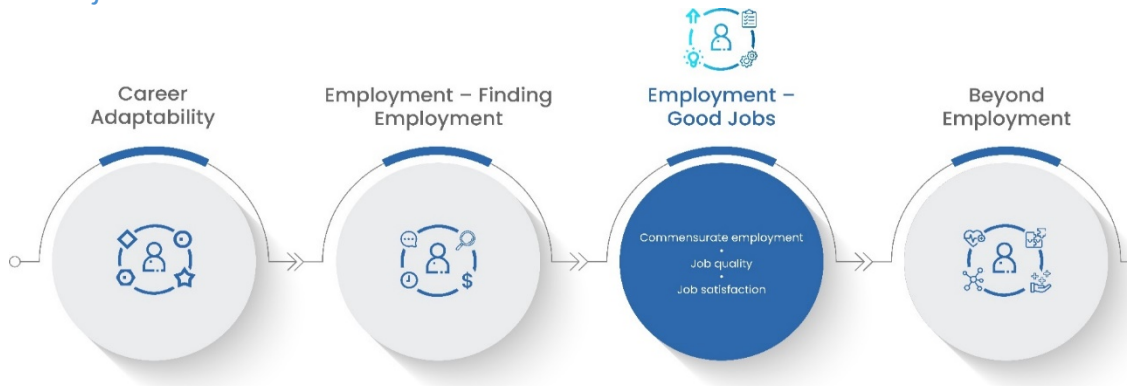 Career
Adaptability
Employment – Finding
Employment
Employment –
Good Jobs
Commensurate employment
•
Job quality
•
Job satisfaction
Beyond
Employment
$